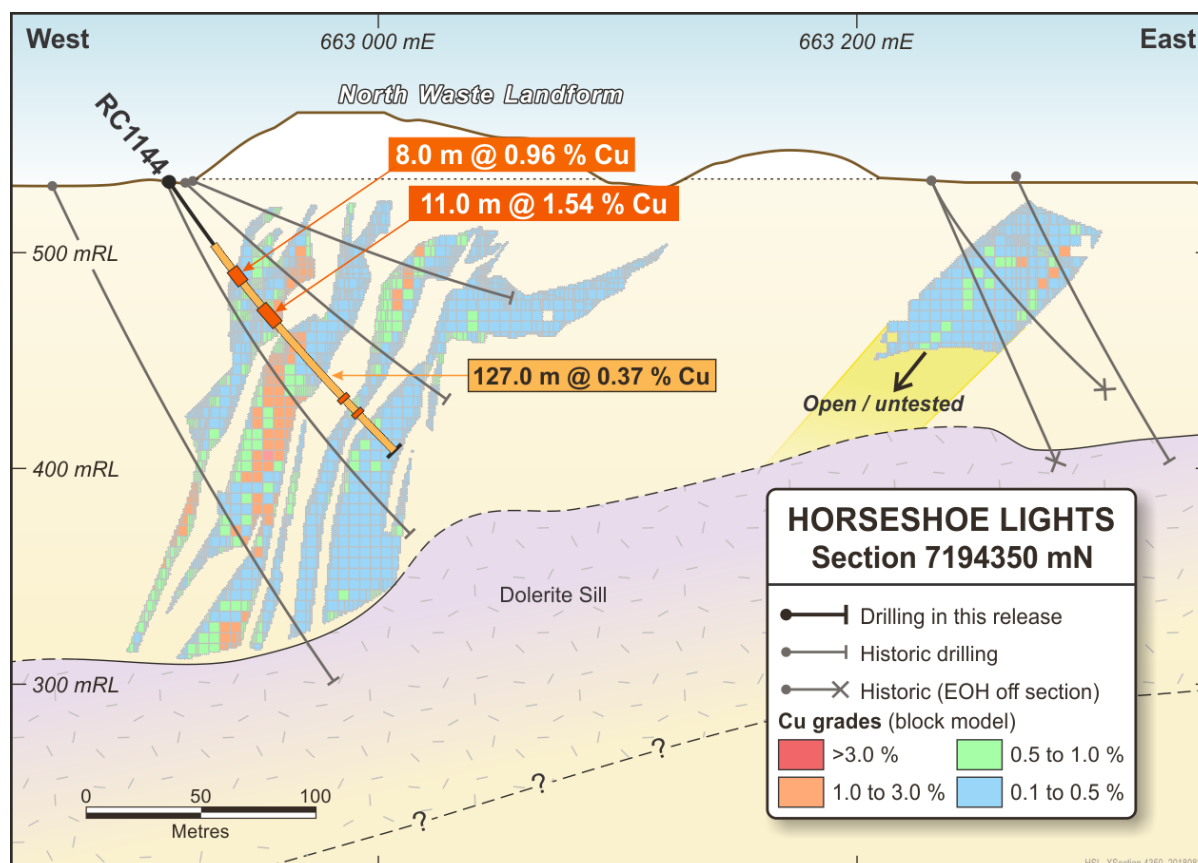 West
663 000 mE
663 200 mE
East
North Waste Landform
RC1144
8.0 m @ 0.96 % Cu
11.0 m @ 1.54 % Cu
500 mRL
127.0 m @ 0.37 % Cu
Open / untested
400 mRL
HORSESHOE LIGHTS
Section 7194350 mN
Dolerite Sill
Drilling in this release
Historic drilling
Historic (EOH off section)
300 mRL
Cu grades (block model)
>3.0 %
0.5 to 1.0 %
1.0 to 3.0 %
0.1 to 0.5 %
?
?
?
0 50 100
Metres